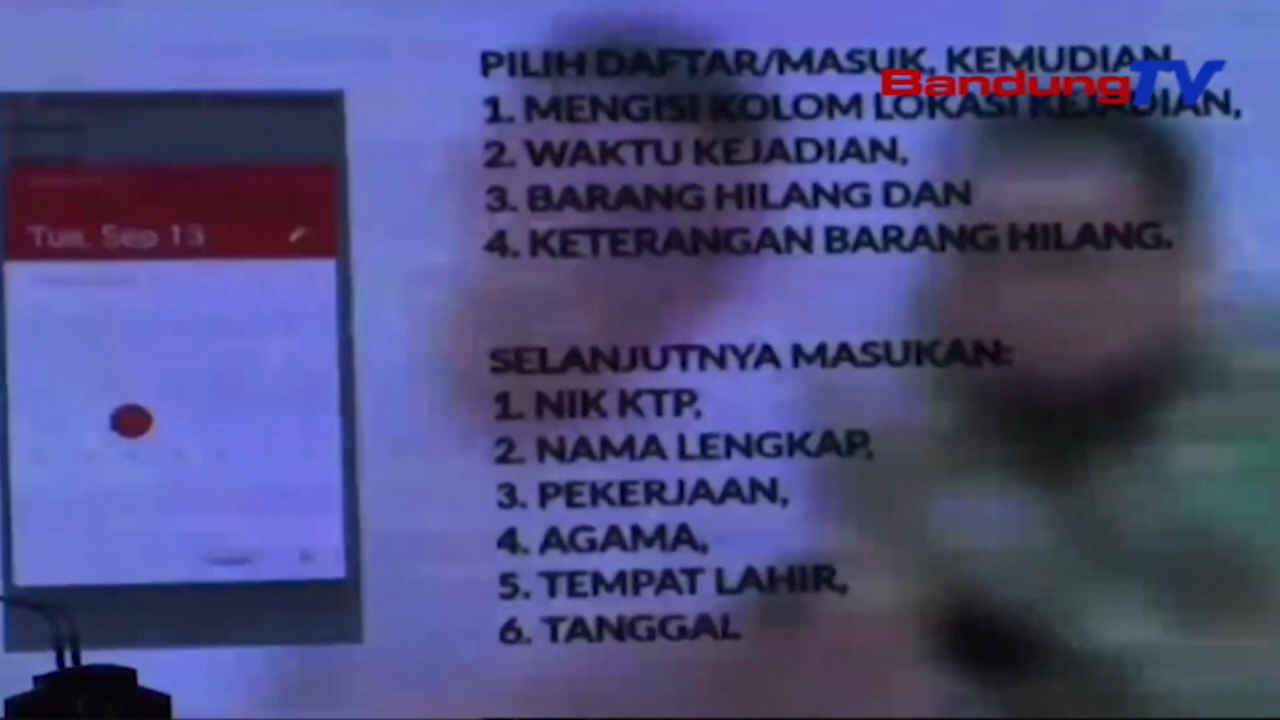 BandungTV
PILIH DAFTAR/MASUK, KEMUDIAN
1. MENGISI KOLOM LOKASI KEJADIAN,
2. WAKTU KEJADIAN,
3. BARANG HILANG DAN
4. KETERANGAN BARANG HILANG.
Tue, Sep 13
SELANJUTNYA MASUKAN:
1. NIK KTP,
2. NAMA LENGKAP,
3. PEKERJAAN,
4. AGAMA,
5. TEMPAT LAHIR,
6. TANGGAL